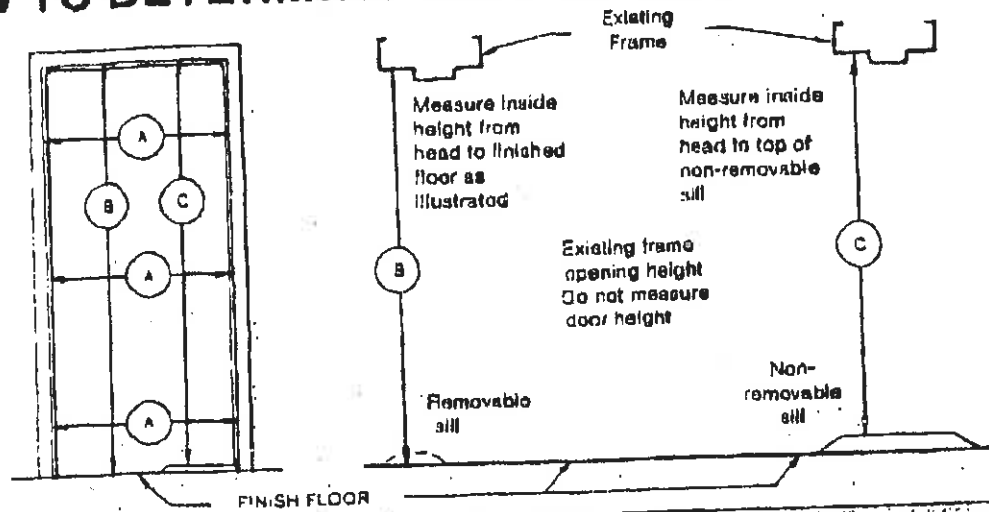 TO DETERMI
Existing
Frame
Measure Inside
height from
head to finished
floor as
illustrated
Measure inside
height from
head to top of
non-removable
sill
A
B
C
A
A
B
C
Existing frame
opening height
Do not measure
door height
Removable
sill
Non-
removable
sill
FINISH FLOOR